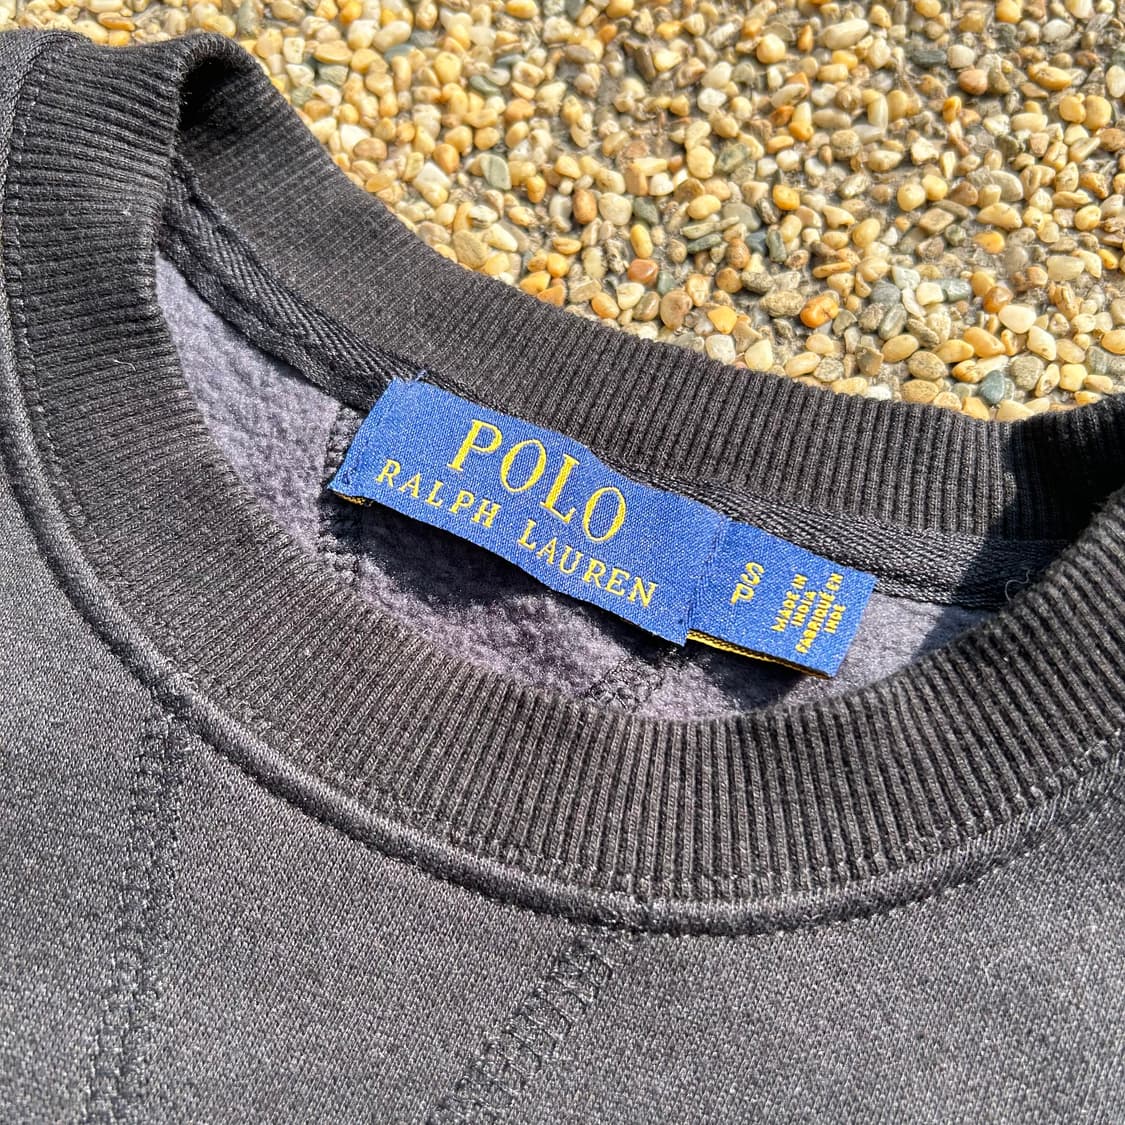 POLO
RALPH LAUREN
S
P
MADE IN
INDIA
FABRIQUÉ EN
INDE